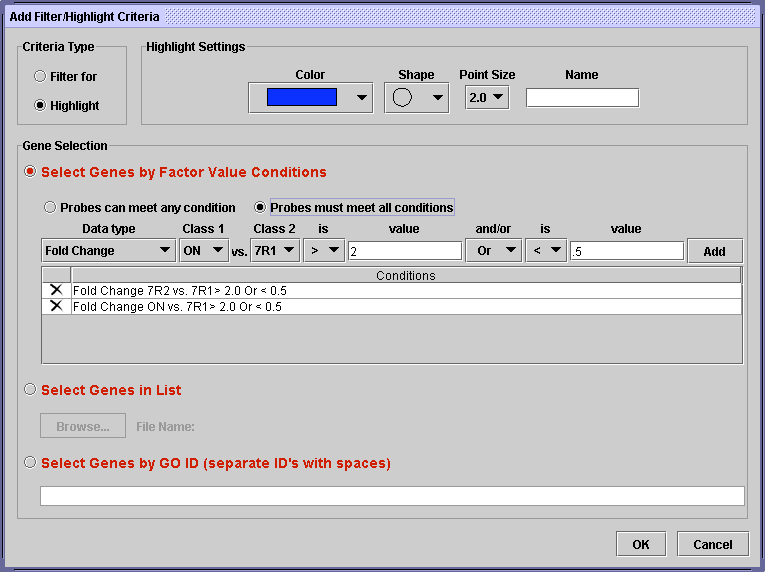 Add Filter/Highlight Criteria
Criteria Type
Highlight Settings
Filter for
Highlight
Color
Shape
Point Size
Name
2.0
Gene Selection
Select Genes by Factor Value Conditions
Probes can meet any condition
Probes must meet all conditions
Data type
Class 1
Class 2
is
value
and/or
is
value
Fold Change
ON
vs.
7R1
>
2
Or
<
.5
Add
Conditions
Fold Change 7R2 vs. 7R1> 2.0 Or < 0.5
Fold Change ON vs. 7R1> 2.0 Or < 0.5
Select Genes in List
Browse...
File Name:
Select Genes by GO ID (separate ID's with spaces)
OK
Cancel